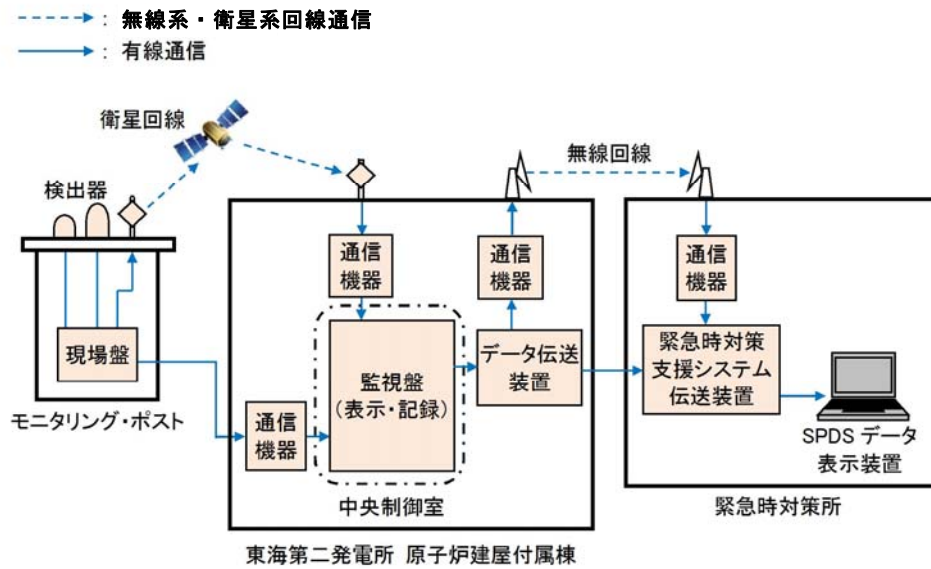 : 無線系・衛星系回線通信
: 有線通信
衛星回線
無線回線
検出器
通信
機器
通信
機器
通信
機器
現場盤
監視盤
(表示・記録)
データ伝送
装置
緊急時対策
支援システム
伝送装置
通信
機器
モニタリング・ポスト
中央制御室
SPDS データ
表示装置
緊急時対策所
東海第二発電所 原子炉建屋付属棟